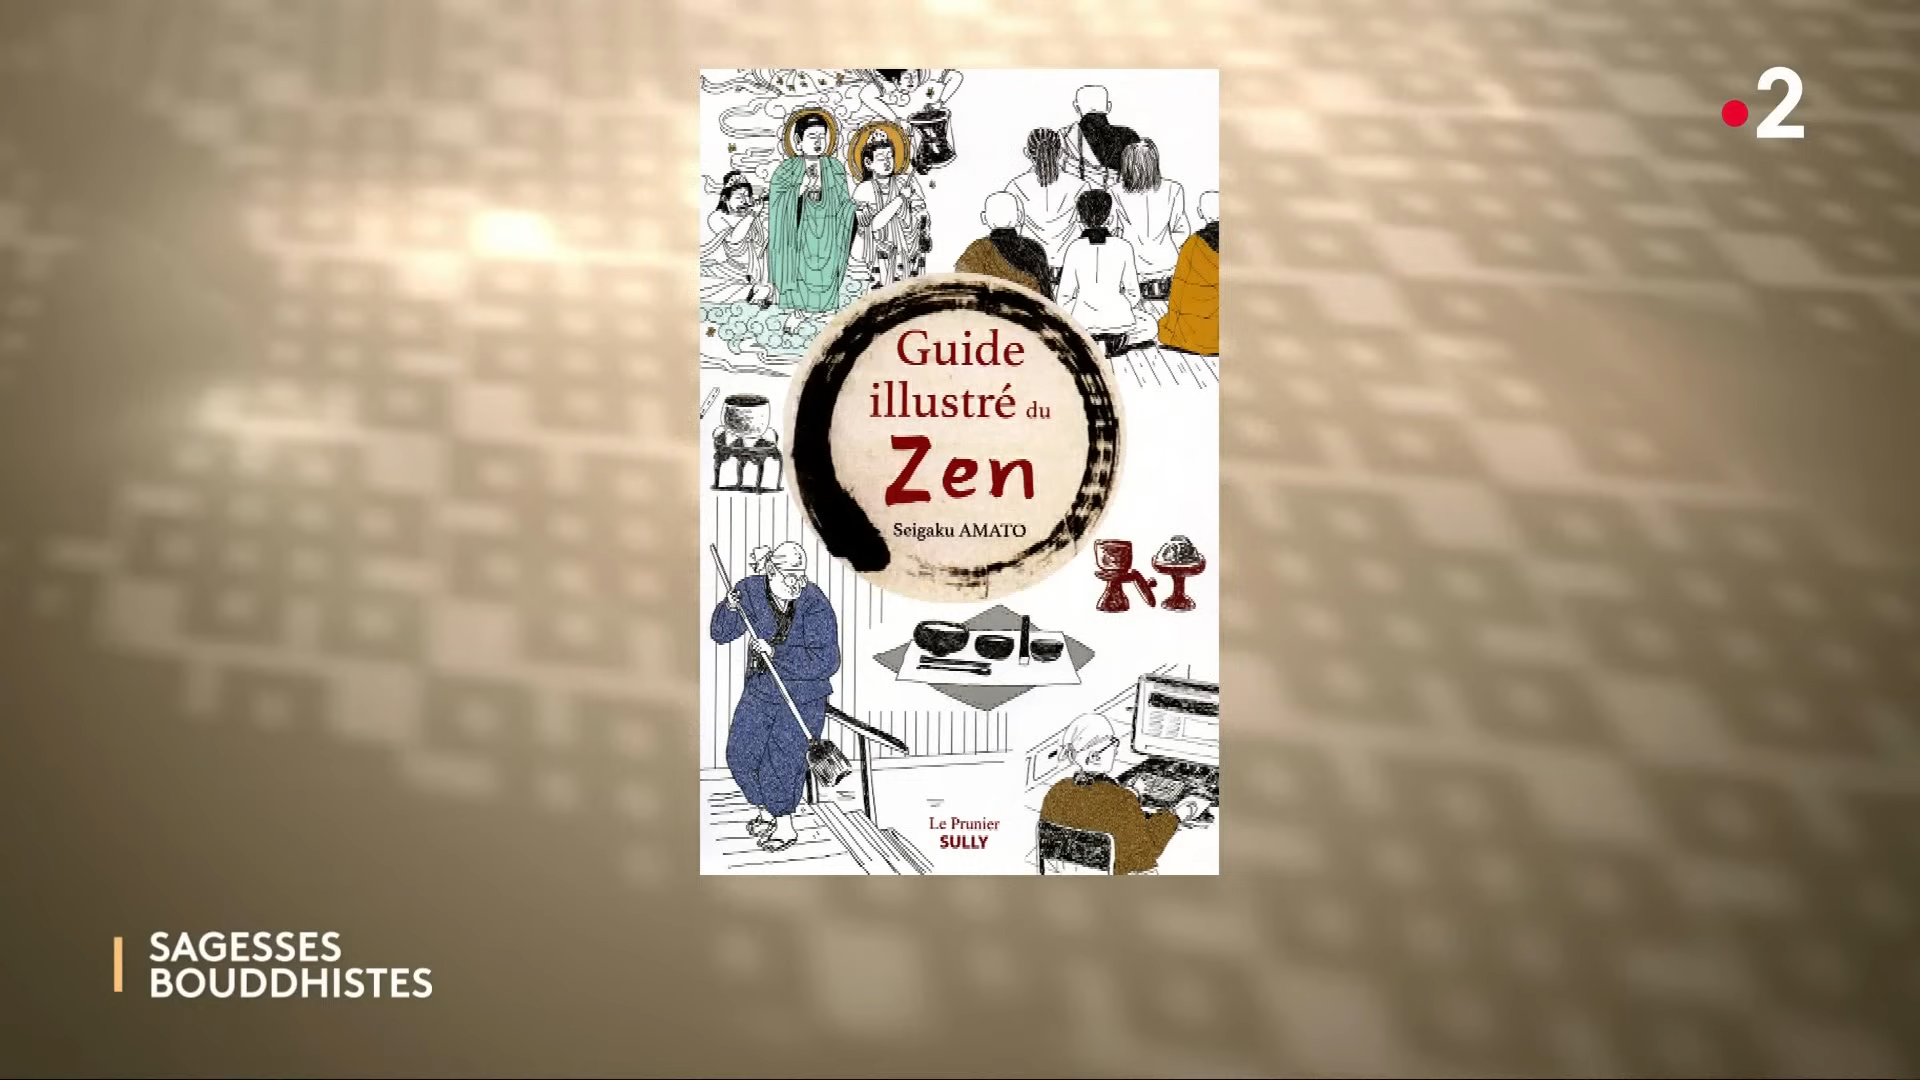 2
Guide
illustré du
Zen
Seigaku AMATO
Le Prunier
SULLY
SAGESSES
BOUDDHISTES